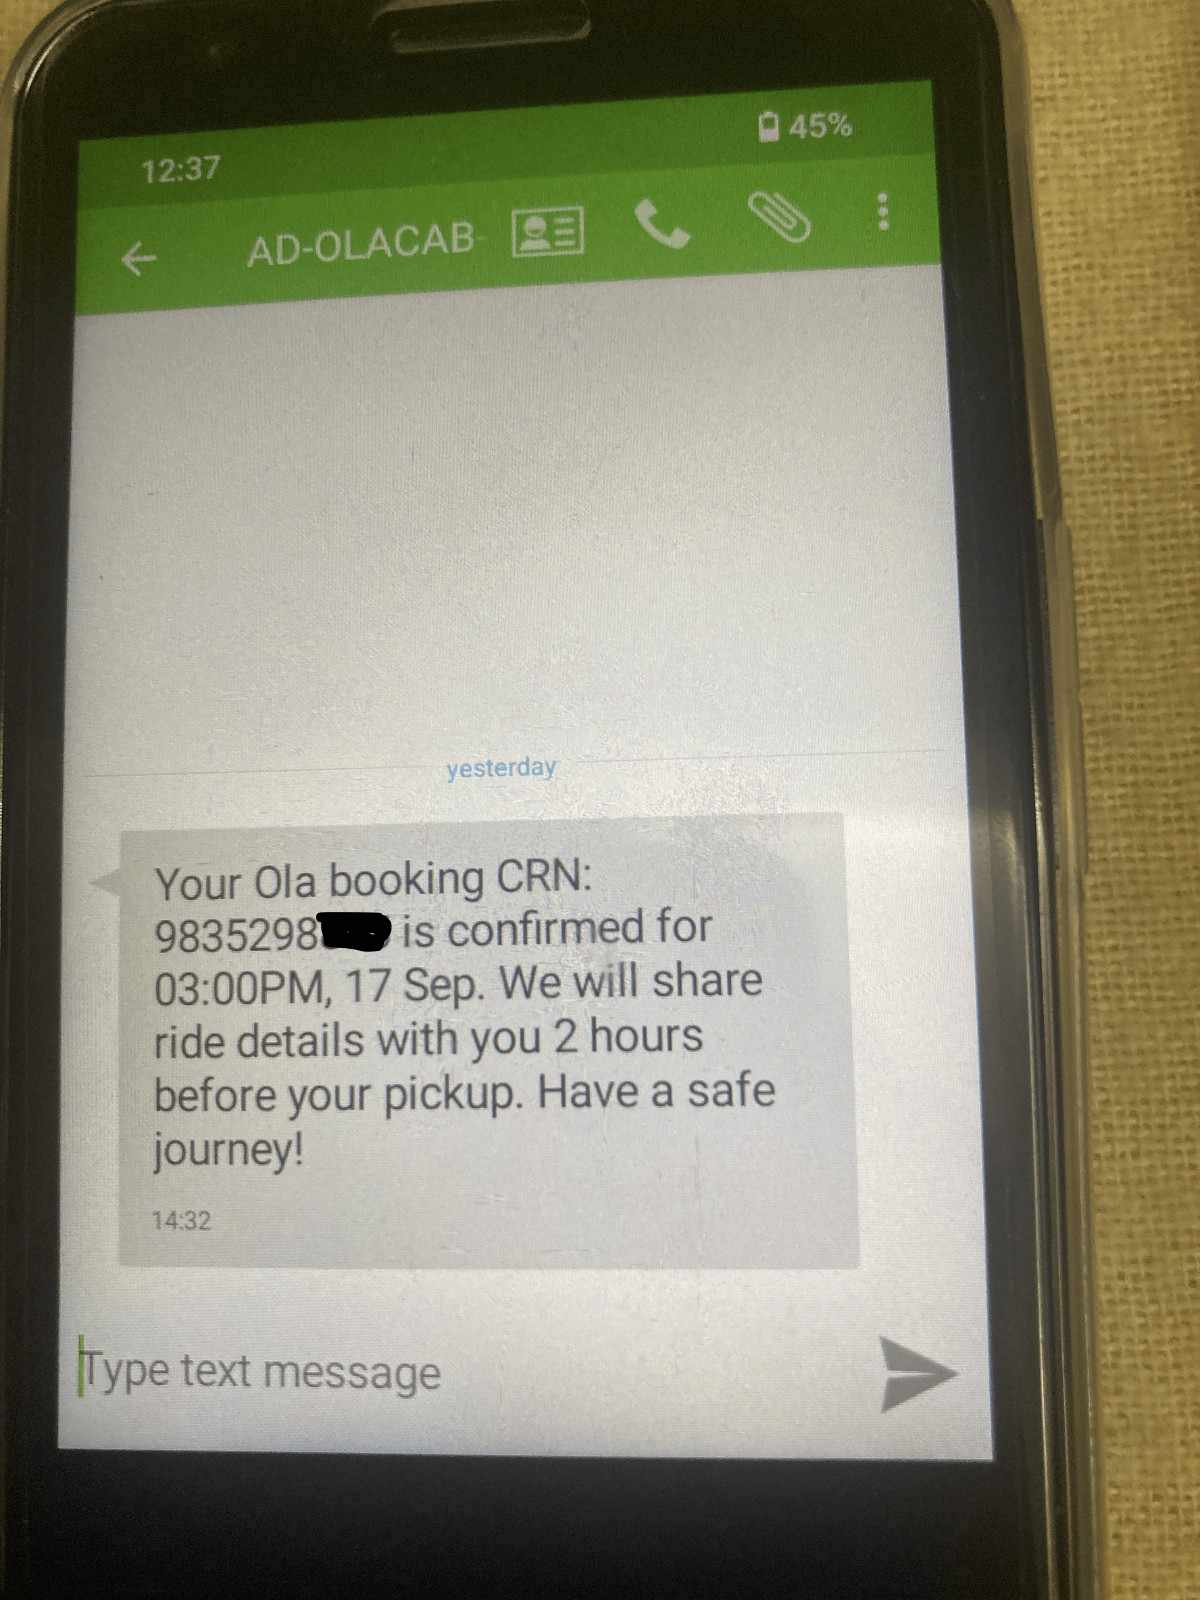 12:37
45%
AD-OLACAB-
yesterday
Your Ola booking CRN:
9835298 is confirmed for
03:00PM, 17 Sep. We will share
ride details with you 2 hours
before your pickup. Have a safe
journey!
14:32
Type text message